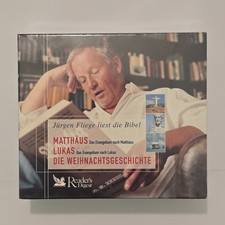 Jürgen Fliege liest die Bibel
MATTHÄUS Das Evangelium nach Matthäus
LUKAS Das Evangelium nach Lukas
DIE WEIHNACHTSGESCHICHTE
Reader's
Digest